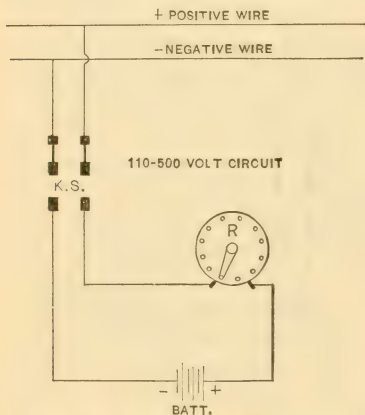 + POSITIVE WIRE
- NEGATIVE WIRE
110-500 VOLT CIRCUIT
K.S.
R
- +
BATT.